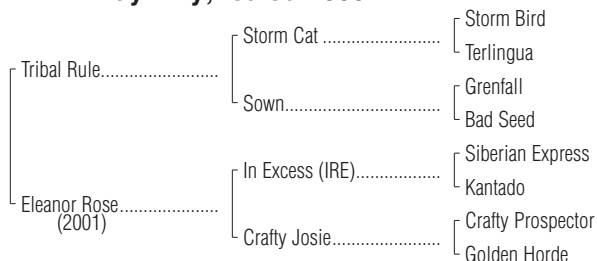 Storm Bird
Storm Cat
Terlingua
Tribal Rule
Grenfall
Sown
Bad Seed
Siberian Express
In Excess (IRE)
Kantado
Eleanor Rose
(2001)
Crafty Prospector
Crafty Josie
Golden Horde